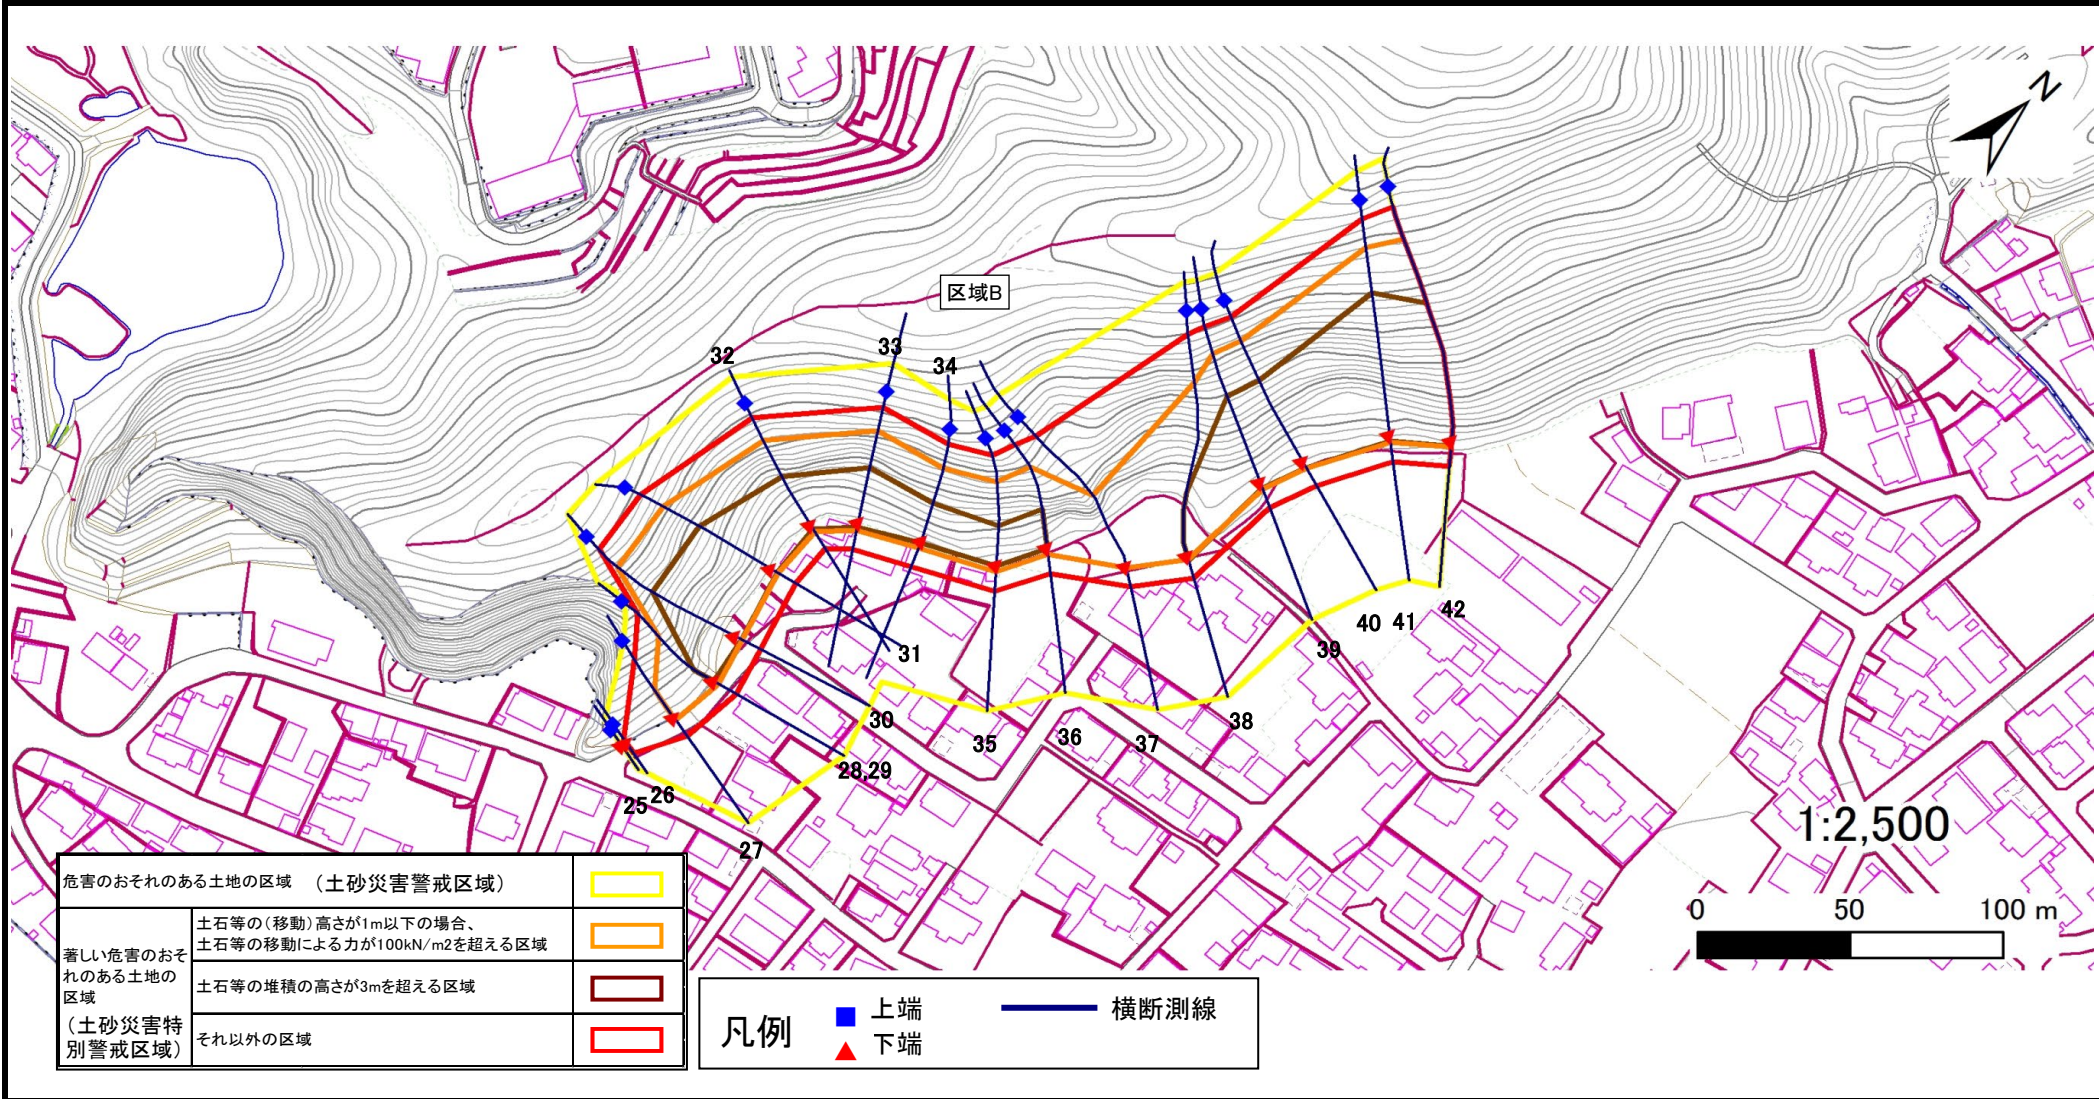 N
区域B
32
33
34
31
30
35
36
37
38
39
40
41
42
28,29
25
26
27
1:2,500
0
50
100 m
危害のおそれのある土地の区域 (土砂災害警戒区域)
著しい危害のおそ
れのある土地の
区域
(土砂災害特
別警戒区域)
土石等の(移動)高さが1m以下の場合、
土石等の移動による力が100kN/m2を超える区域
土石等の堆積の高さが3mを超える区域
それ以外の区域
凡例
上端
下端
横断測線